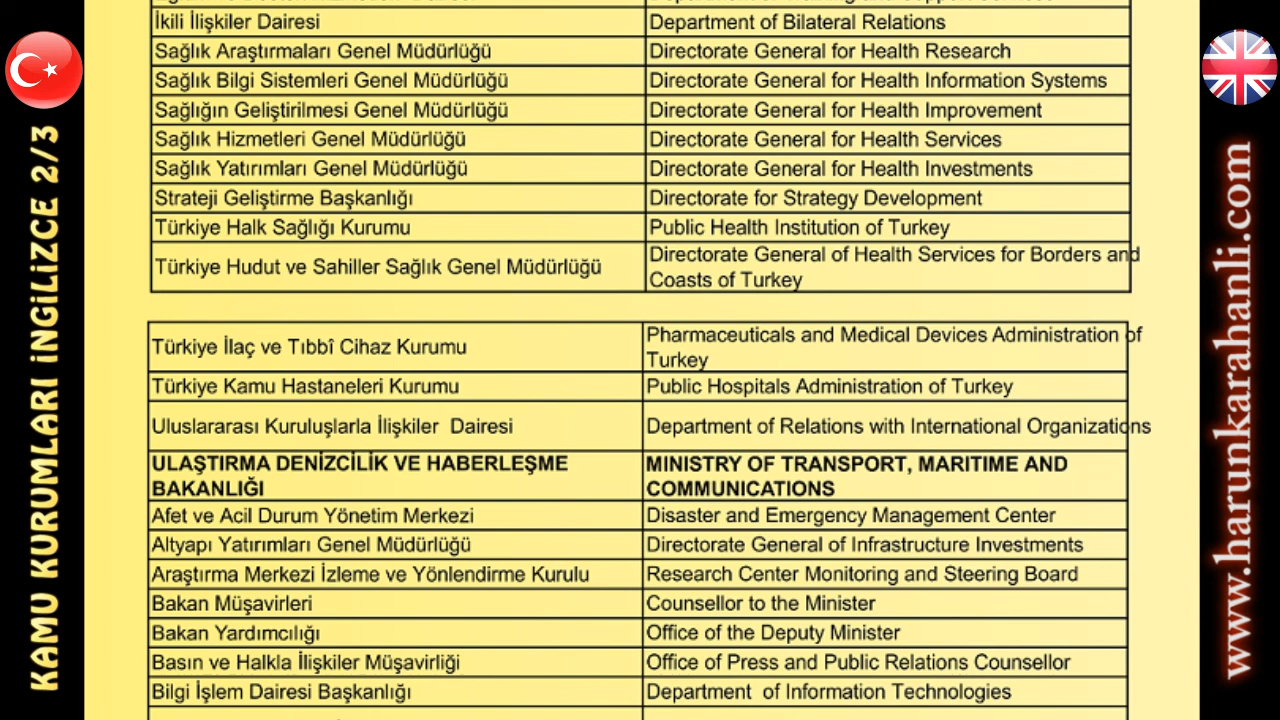 İkili İlişkiler Dairesi Department of Bilateral Relations
Sağlık Araştırmaları Genel Müdürlüğü Directorate General for Health Research
Sağlık Bilgi Sistemleri Genel Müdürlüğü Directorate General for Health Information Systems
Sağlığın Geliştirilmesi Genel Müdürlüğü Directorate General for Health Improvement
Sağlık Hizmetleri Genel Müdürlüğü Directorate General for Health Services
Sağlık Yatırımları Genel Müdürlüğü Directorate General for Health Investments
Strateji Geliştirme Başkanlığı Directorate for Strategy Development
Türkiye Halk Sağlığı Kurumu Public Health Institution of Turkey
Türkiye Hudut ve Sahiller Sağlık Genel Müdürlüğü Directorate General of Health Services for Borders and
Coasts of Turkey
Türkiye İlaç ve Tıbbî Cihaz Kurumu Pharmaceuticals and Medical Devices Administration of
Turkey
Türkiye Kamu Hastaneleri Kurumu Public Hospitals Administration of Turkey
Uluslararası Kuruluşlarla İlişkiler Dairesi Department of Relations with International Organizations
ULAŞTIRMA DENİZCİLİK VE HABERLEŞME MINISTRY OF TRANSPORT, MARITIME AND
BAKANLIĞI COMMUNICATIONS
Afet ve Acil Durum Yönetim Merkezi Disaster and Emergency Management Center
Altyapı Yatırımları Genel Müdürlüğü Directorate General of Infrastructure Investments
Araştırma Merkezi İzleme ve Yönlendirme Kurulu Research Center Monitoring and Steering Board
Bakan Müşavirleri Counsellor to the Minister
Bakan Yardımcılığı Office of the Deputy Minister
Basın ve Halkla İlişkiler Müşavirliği Office of Press and Public Relations Counsellor
Bilgi İşlem Dairesi Başkanlığı Department of Information Technologies
KAMU KURUMLARI İNGİLİZCE 2/3
www.harunkarahanli.com